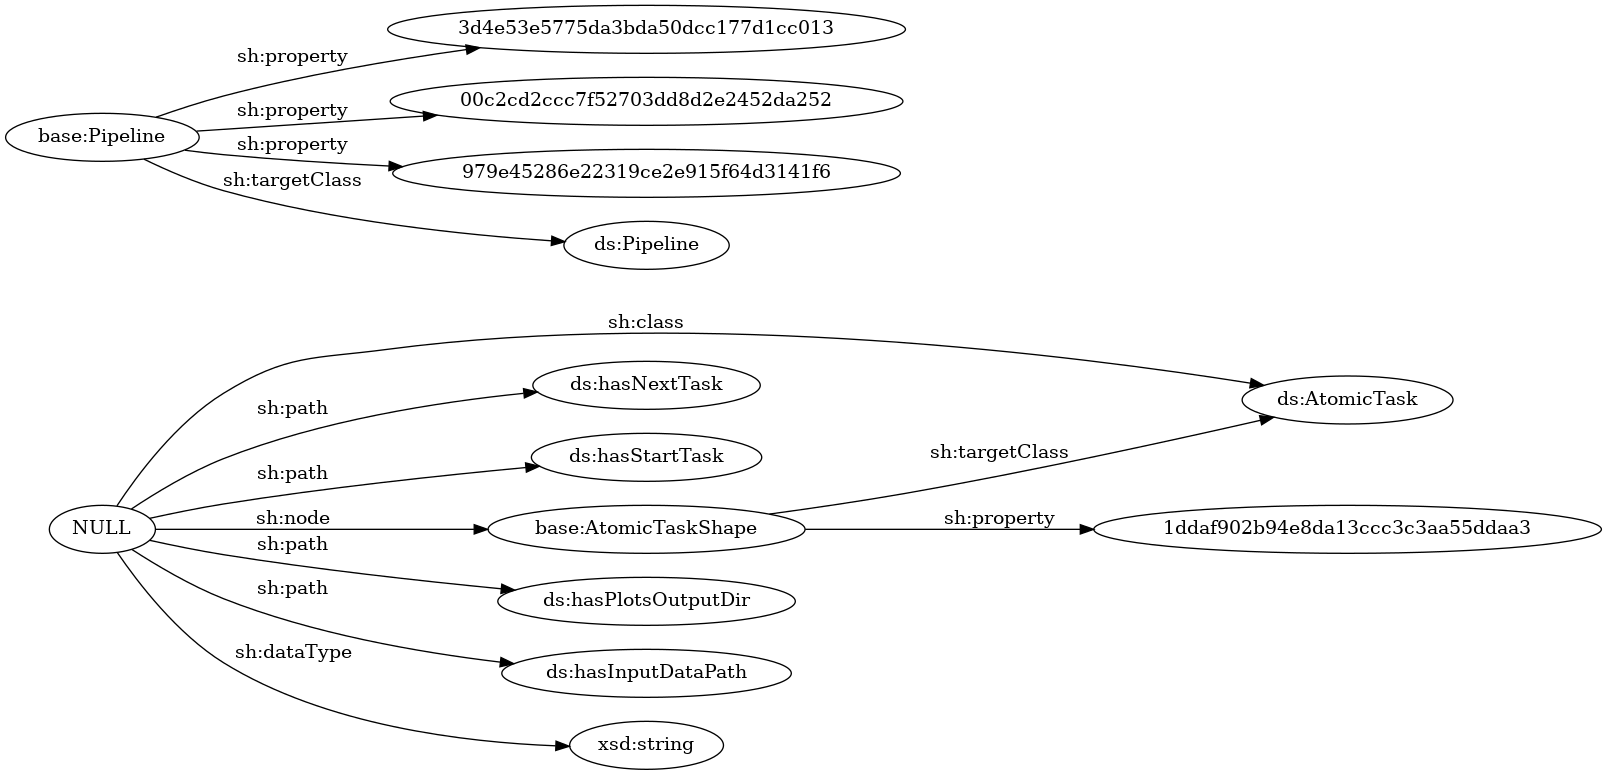 3d4e53e5775da3bda50dcc177d1cc013
sh:property
sh:property
00c2cd2ccc7f52703dd8d2e2452da252
base:Pipeline
sh:property
979e45286e22319ce2e915f64d3141f6
sh:targetClass
ds:Pipeline
sh:class
ds:hasNextTask
ds:AtomicTask
sh:path
ds:hasStartTask
sh:targetClass
sh:path
sh:node
sh:property
NULL
base:AtomicTaskShape
1ddaf902b94e8da13ccc3c3aa55ddaa3
sh:path
sh:path
ds:hasPlotsOutputDir
sh:dataType
ds:hasInputDataPath
xsd:string